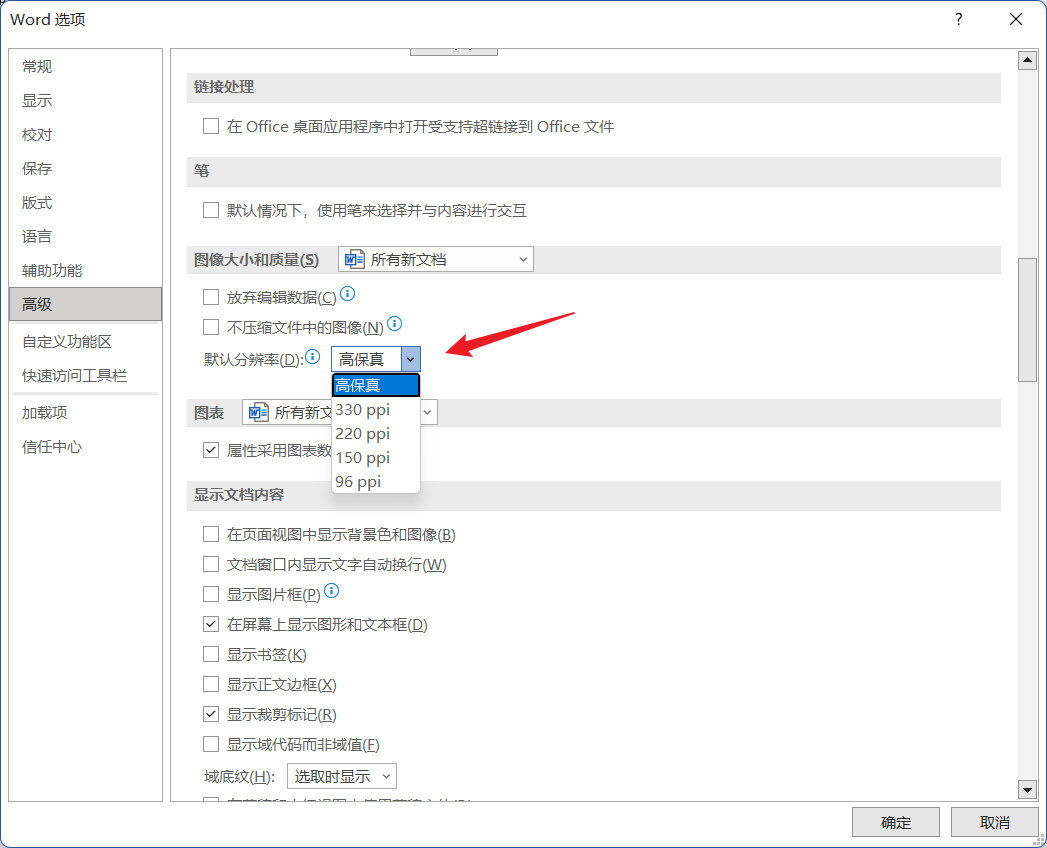 Word 选项
?
常规
显示
校对
保存
版式
语言
辅助功能
高级
自定义功能区
快速访问工具栏
加载项
信任中心
链接处理
在 Office 桌面应用程序中打开受支持超链接到 Office 文件
笔
默认情况下，使用笔来选择并与内容进行交互
图像大小和质量(S) 所有新文档
放弃编辑数据(C)
不压缩文件中的图像(N)
默认分辨率(D): 高保真
高保真
330 ppi
220 ppi
150 ppi
96 ppi
图表 所有新文
属性采用图表数
显示文档内容
在页面视图中显示背景色和图像(B)
文档窗口内显示文字自动换行(W)
显示图片框(P)
在屏幕上显示图形和文本框(D)
显示书签(K)
显示正文边框(X)
显示裁剪标记(R)
显示域代码而非域值(F)
域底纹(H): 选取时显示
确定 取消